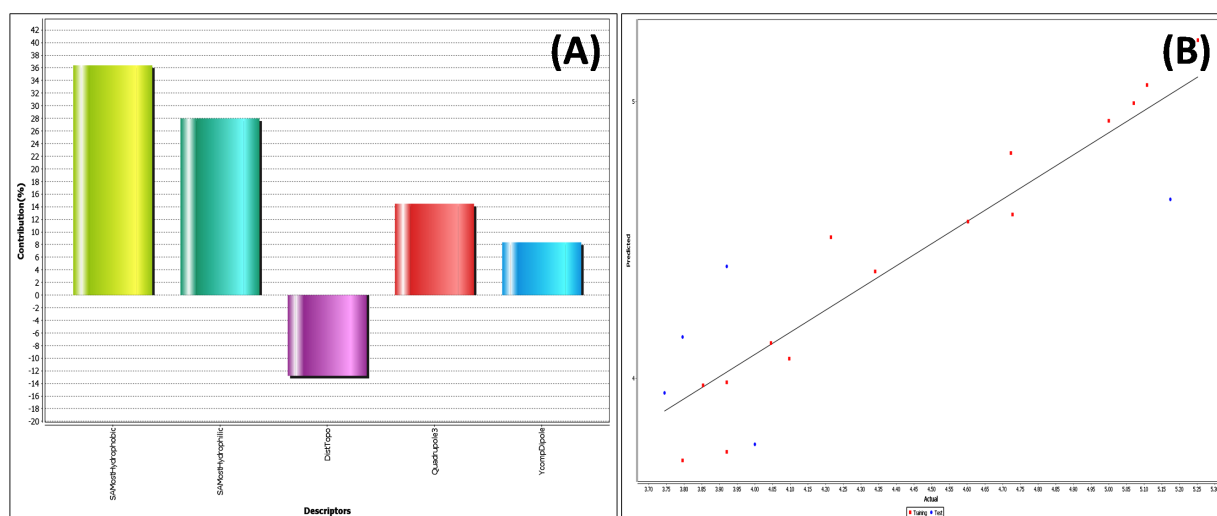 (A)
Contribution(%)
42
40
38
36
34
32
30
28
26
24
22
20
18
16
14
12
10
8
6
4
2
0
-2
-4
-6
-8
-10
-12
-14
-16
-18
-20
SAMostHydrophobic
SAMostHydrophilic
DistTopo
Quadrupole3
YcompDipole
Descriptors
(B)
Predicted
5
4
3.70 3.75 3.80 3.85 3.90 3.95 4.00 4.05 4.10 4.15 4.20 4.25 4.30 4.35 4.40 4.45 4.50 4.55 4.60 4.65 4.70 4.75 4.80 4.85 4.90 4.95 5.00 5.05 5.10 5.15 5.20 5.25 5.30
Actual
Training Test